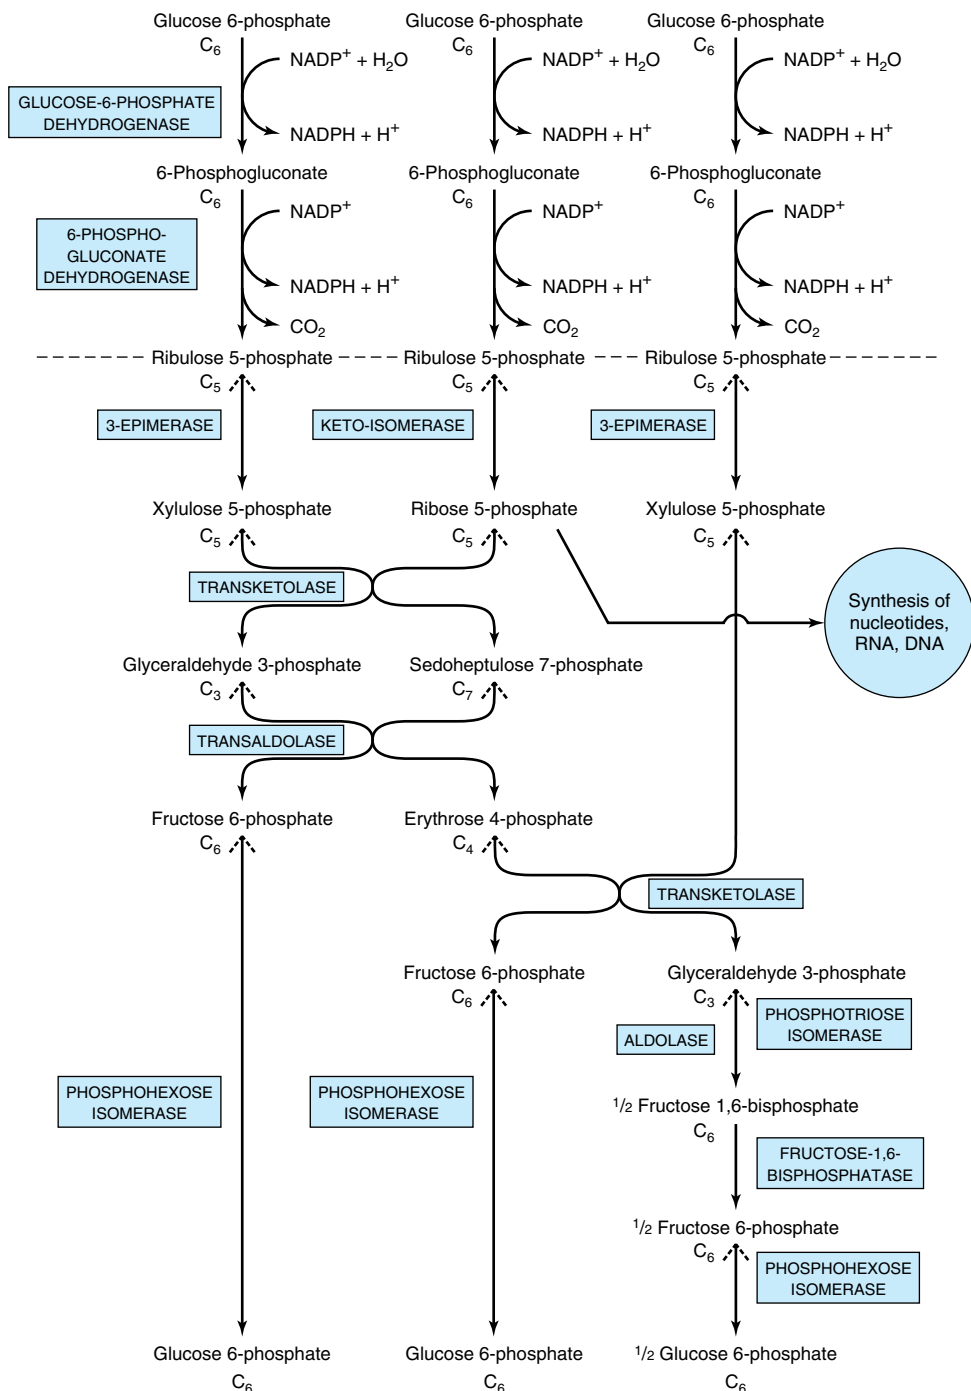 Glucose 6-phosphate Glucose 6-phosphate Glucose 6-phosphate
C6 C6 C6
NADP+ + H2O NADP+ + H2O NADP+ + H2O
GLUCOSE-6-PHOSPHATE
DEHYDROGENASE
NADPH + H+ NADPH + H+ NADPH + H+
6-Phosphogluconate 6-Phosphogluconate 6-Phosphogluconate
C6 C6 C6
NADP+ NADP+ NADP+
6-PHOSPHO-
GLUCONATE
DEHYDROGENASE
NADPH + H+ NADPH + H+ NADPH + H+
CO2 CO2 CO2
Ribulose 5-phosphate Ribulose 5-phosphate Ribulose 5-phosphate
C5 C5 C5
3-EPIMERASE KETO-ISOMERASE 3-EPIMERASE
Xylulose 5-phosphate Ribose 5-phosphate Xylulose 5-phosphate
C5 C5 C5
TRANSKETOLASE
Synthesis of
nucleotides,
RNA, DNA
Glyceraldehyde 3-phosphate Sedoheptulose 7-phosphate
C3 C7
TRANSALDOLASE
Fructose 6-phosphate Erythrose 4-phosphate
C6 C4
TRANSKETOLASE
Fructose 6-phosphate Glyceraldehyde 3-phosphate
C6 C3
PHOSPHOTRIOSE
ISOMERASE
ALDOLASE
PHOSPHOHEXOSE
ISOMERASE
PHOSPHOHEXOSE
ISOMERASE
1/2 Fructose 1,6-bisphosphate
C6
FRUCTOSE-1,6-
BISPHOSPHATASE
1/2 Fructose 6-phosphate
C6
PHOSPHOHEXOSE
ISOMERASE
Glucose 6-phosphate Glucose 6-phosphate 1/2 Glucose 6-phosphate
C6 C6 C6